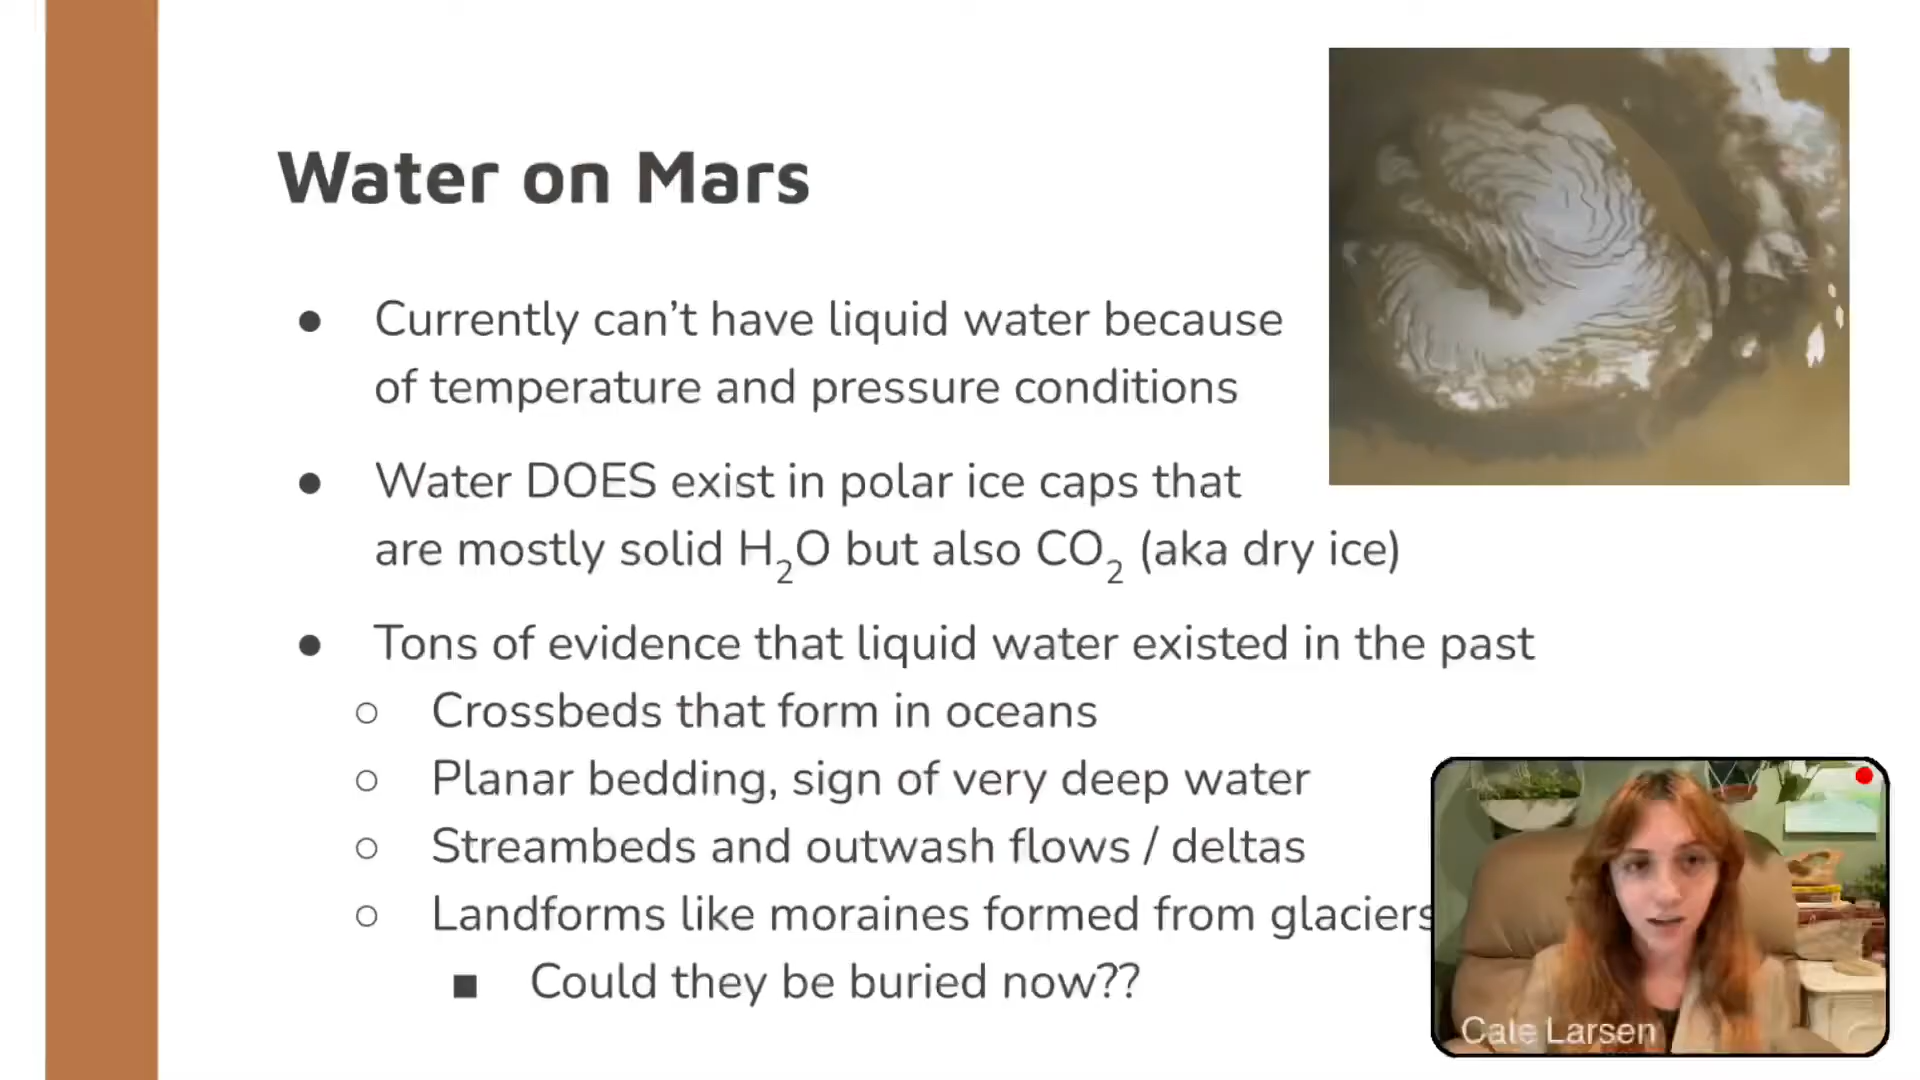 Water on Mars
● Currently can’t have liquid water because
of temperature and pressure conditions
● Water DOES exist in polar ice caps that
are mostly solid H₂O but also CO₂ (aka dry ice)
● Tons of evidence that liquid water existed in the past
○ Crossbeds that form in oceans
○ Planar bedding, sign of very deep water
○ Streambeds and outwash flows / deltas
○ Landforms like moraines formed from glaciers
■ Could they be buried now??
Cale Larsen